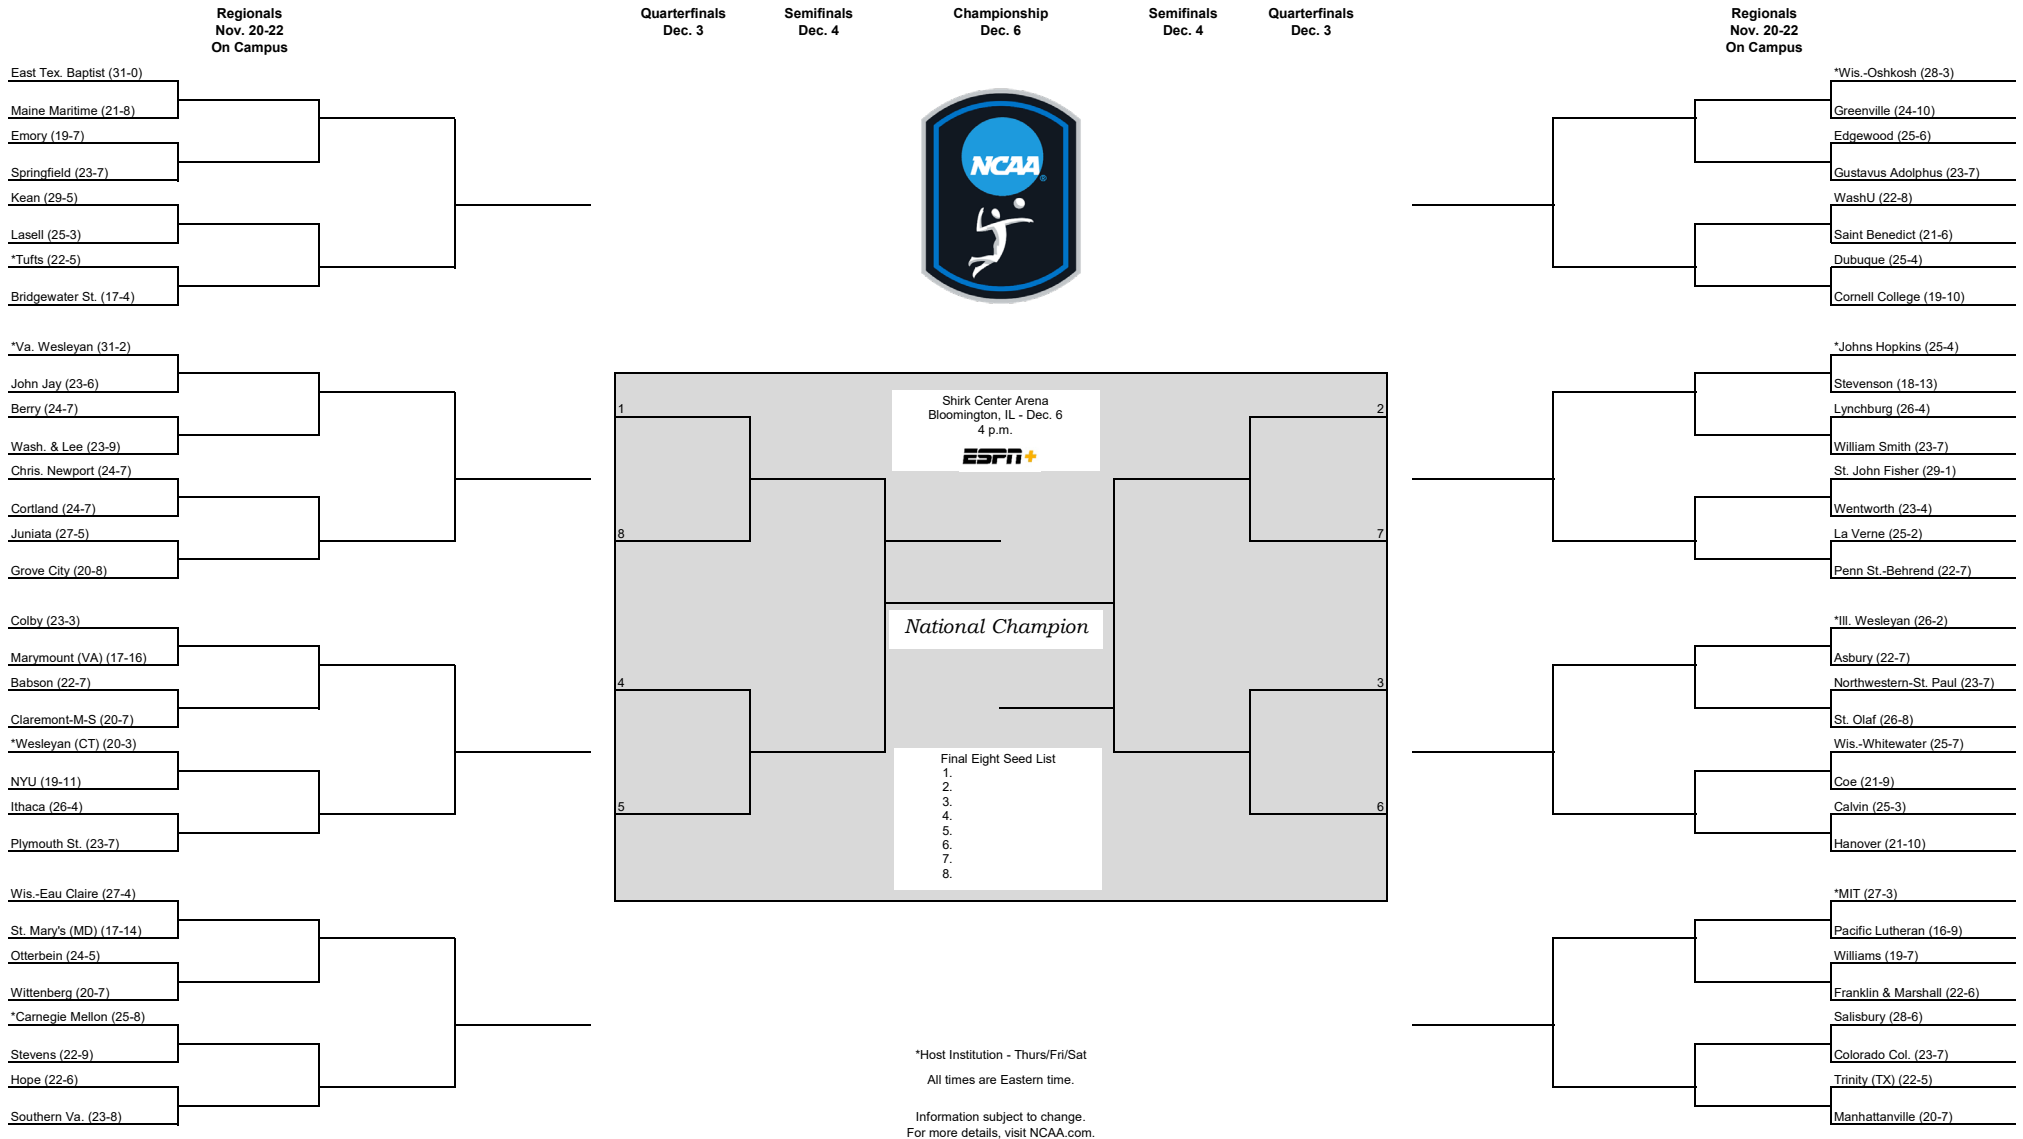 Regionals
Nov. 20-22
On Campus
Quarterfinals
Dec. 3
Semifinals
Dec. 4
Championship
Dec. 6
Semifinals
Dec. 4
Quarterfinals
Dec. 3
Regionals
Nov. 20-22
On Campus
East Tex. Baptist (31-0)
Maine Maritime (21-8)
Emory (19-7)
Springfield (23-7)
Kean (29-5)
Lasell (25-3)
*Tufts (22-5)
Bridgewater St. (17-4)
*Va. Wesleyan (31-2)
John Jay (23-6)
Berry (24-7)
Wash. & Lee (23-9)
Chris. Newport (24-7)
Cortland (24-7)
Juniata (27-5)
Grove City (20-8)
Colby (23-3)
Marymount (VA) (17-16)
Babson (22-7)
Claremont-M-S (20-7)
*Wesleyan (CT) (20-3)
NYU (19-11)
Ithaca (26-4)
Plymouth St. (23-7)
Wis.-Eau Claire (27-4)
St. Mary's (MD) (17-14)
Otterbein (24-5)
Wittenberg (20-7)
*Carnegie Mellon (25-8)
Stevens (22-9)
Hope (22-6)
Southern Va. (23-8)
NCAA®
1
8
4
5
Shirk Center Arena
Bloomington, IL - Dec. 6
4 p.m.
ESPN+
National Champion
Final Eight Seed List
1.
2.
3.
4.
5.
6.
7.
8.
2
7
3
6
*Host Institution - Thurs/Fri/Sat
All times are Eastern time.
Information subject to change.
For more details, visit NCAA.com.
*Wis.-Oshkosh (28-3)
Greenville (24-10)
Edgewood (25-6)
Gustavus Adolphus (23-7)
WashU (22-8)
Saint Benedict (21-6)
Dubuque (25-4)
Cornell College (19-10)
*Johns Hopkins (25-4)
Stevenson (18-13)
Lynchburg (26-4)
William Smith (23-7)
St. John Fisher (29-1)
Wentworth (23-4)
La Verne (25-2)
Penn St.-Behrend (22-7)
*Ill. Wesleyan (26-2)
Asbury (22-7)
Northwestern-St. Paul (23-7)
St. Olaf (26-8)
Wis.-Whitewater (25-7)
Coe (21-9)
Calvin (25-3)
Hanover (21-10)
*MIT (27-3)
Pacific Lutheran (16-9)
Williams (19-7)
Franklin & Marshall (22-6)
Salisbury (28-6)
Colorado Col. (23-7)
Trinity (TX) (22-5)
Manhattanville (20-7)